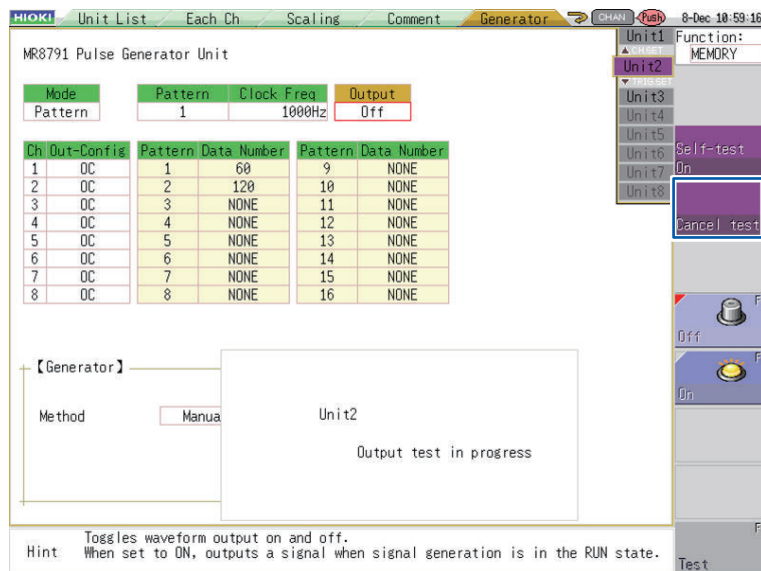 HIOKI Unit List Each Ch Scaling Comment Generator CHAN Push 8-Dec 10:59:16
Unit1 Function:
MR8791 Pulse Generator Unit
CH.SET MEMORY
Unit2
TRIG.SET
Mode Pattern Clock Freq Output Unit3
Pattern 1 1000Hz Off Unit4
Unit5
Ch Out-Config Pattern Data Number Pattern Data Number Unit6 Self-test
1 OC 1 60 9 NONE Unit7 On
2 OC 2 120 10 NONE Unit8
3 OC 3 NONE 11 NONE
4 OC 4 NONE 12 NONE Cancel test
5 OC 5 NONE 13 NONE
6 OC 6 NONE 14 NONE
7 OC 7 NONE 15 NONE
8 OC 8 NONE 16 NONE
F
Off
【Generator】
On
Method Manua
Unit2
Output test in progress
Toggles waveform output on and off.
Hint When set to ON, outputs a signal when signal generation is in the RUN state.
F
Test